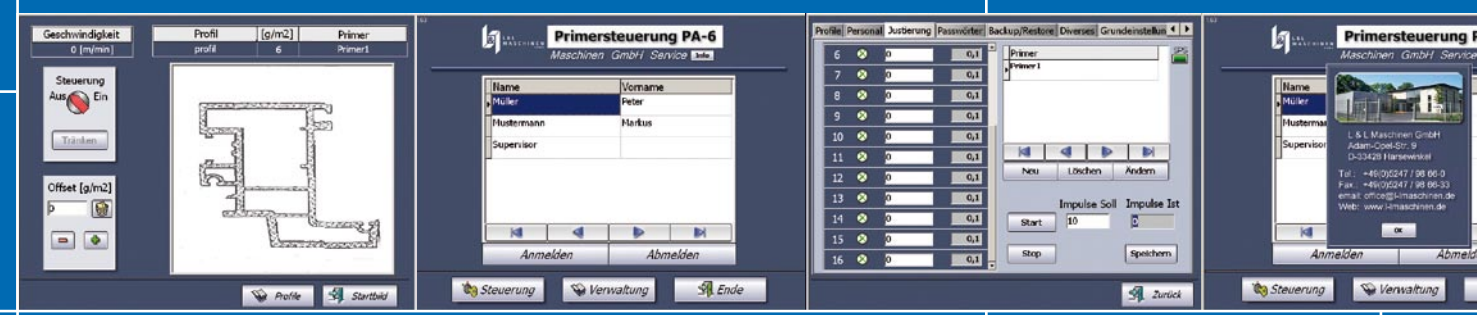 Geschwindigkeit
0 [m/min]
Profil [g/m2] Primer
profil 6 Primer1
Steuerung
Aus Ein
Tränken
Offset [g/m2]
Profile Startbild
L&L
MASCHINEN
Primersteuerung PA-6
Maschinen GmbH Service Info
Name Vorname
Müller Peter
Mustermann Markus
Supervisor
Anmelden Abmelden
Steuerung Verwaltung Ende
Profile Personal Justierung Passwörter Backup/Restore Diverses Grundeinstellun
6 0 0,1
7 0 0,1
8 0 0,1
9 0 0,1
10 0 0,1
11 0 0,1
12 0 0,1
13 0 0,1
14 0 0,1
15 0 0,1
16 0 0,1
Primer
Primer1
SPS
Neu Löschen Ändern
Impulse Soll Impulse Ist
Start 10 0
Stop Speichern
Zurück
L&L
MASCHINEN
Primersteuerung P
Maschinen GmbH Service
Name
Müller
Musterma
Supervisor
L & L Maschinen GmbH
Adam-Opel-Str. 9
D-33428 Harsewinkel
Tel.: +49(0)5247 / 98 66-0
Fax.: +49(0)5247 / 98 66-33
email: office@l-lmaschinen.de
Web: www.l-lmaschinen.de
OK
Anmelden Abmeld
Steuerung Verwaltung